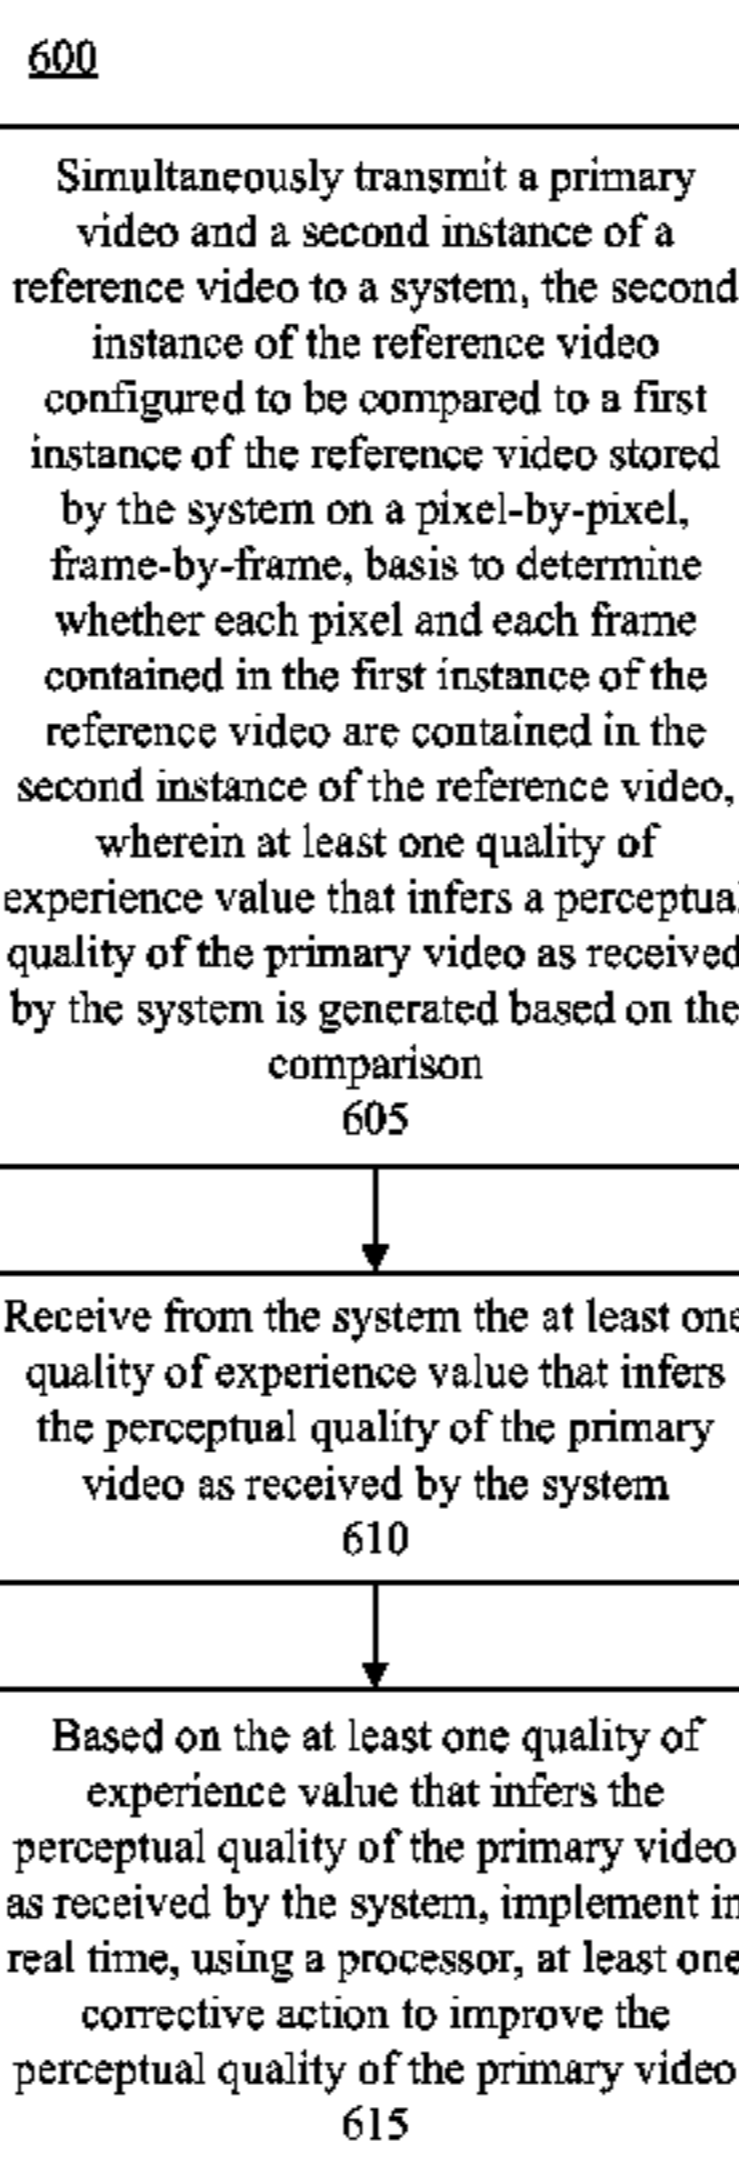 600
Simultaneously transmit a primary
video and a second instance of a
reference video to a system, the second
instance of the reference video
configured to be compared to a first
instance of the reference video stored
by the system on a pixel-by-pixel,
frame-by-frame, basis to determine
whether each pixel and each frame
contained in the first instance of the
reference video are contained in the
second instance of the reference video,
wherein at least one quality of
experience value that infers a perceptual
quality of the primary video as received
by the system is generated based on the
comparison
605
Receive from the system the at least one
quality of experience value that infers
the perceptual quality of the primary
video as received by the system
610
Based on the at least one quality of
experience value that infers the
perceptual quality of the primary video
as received by the system, implement in
real time, using a processor, at least one
corrective action to improve the
perceptual quality of the primary video
615